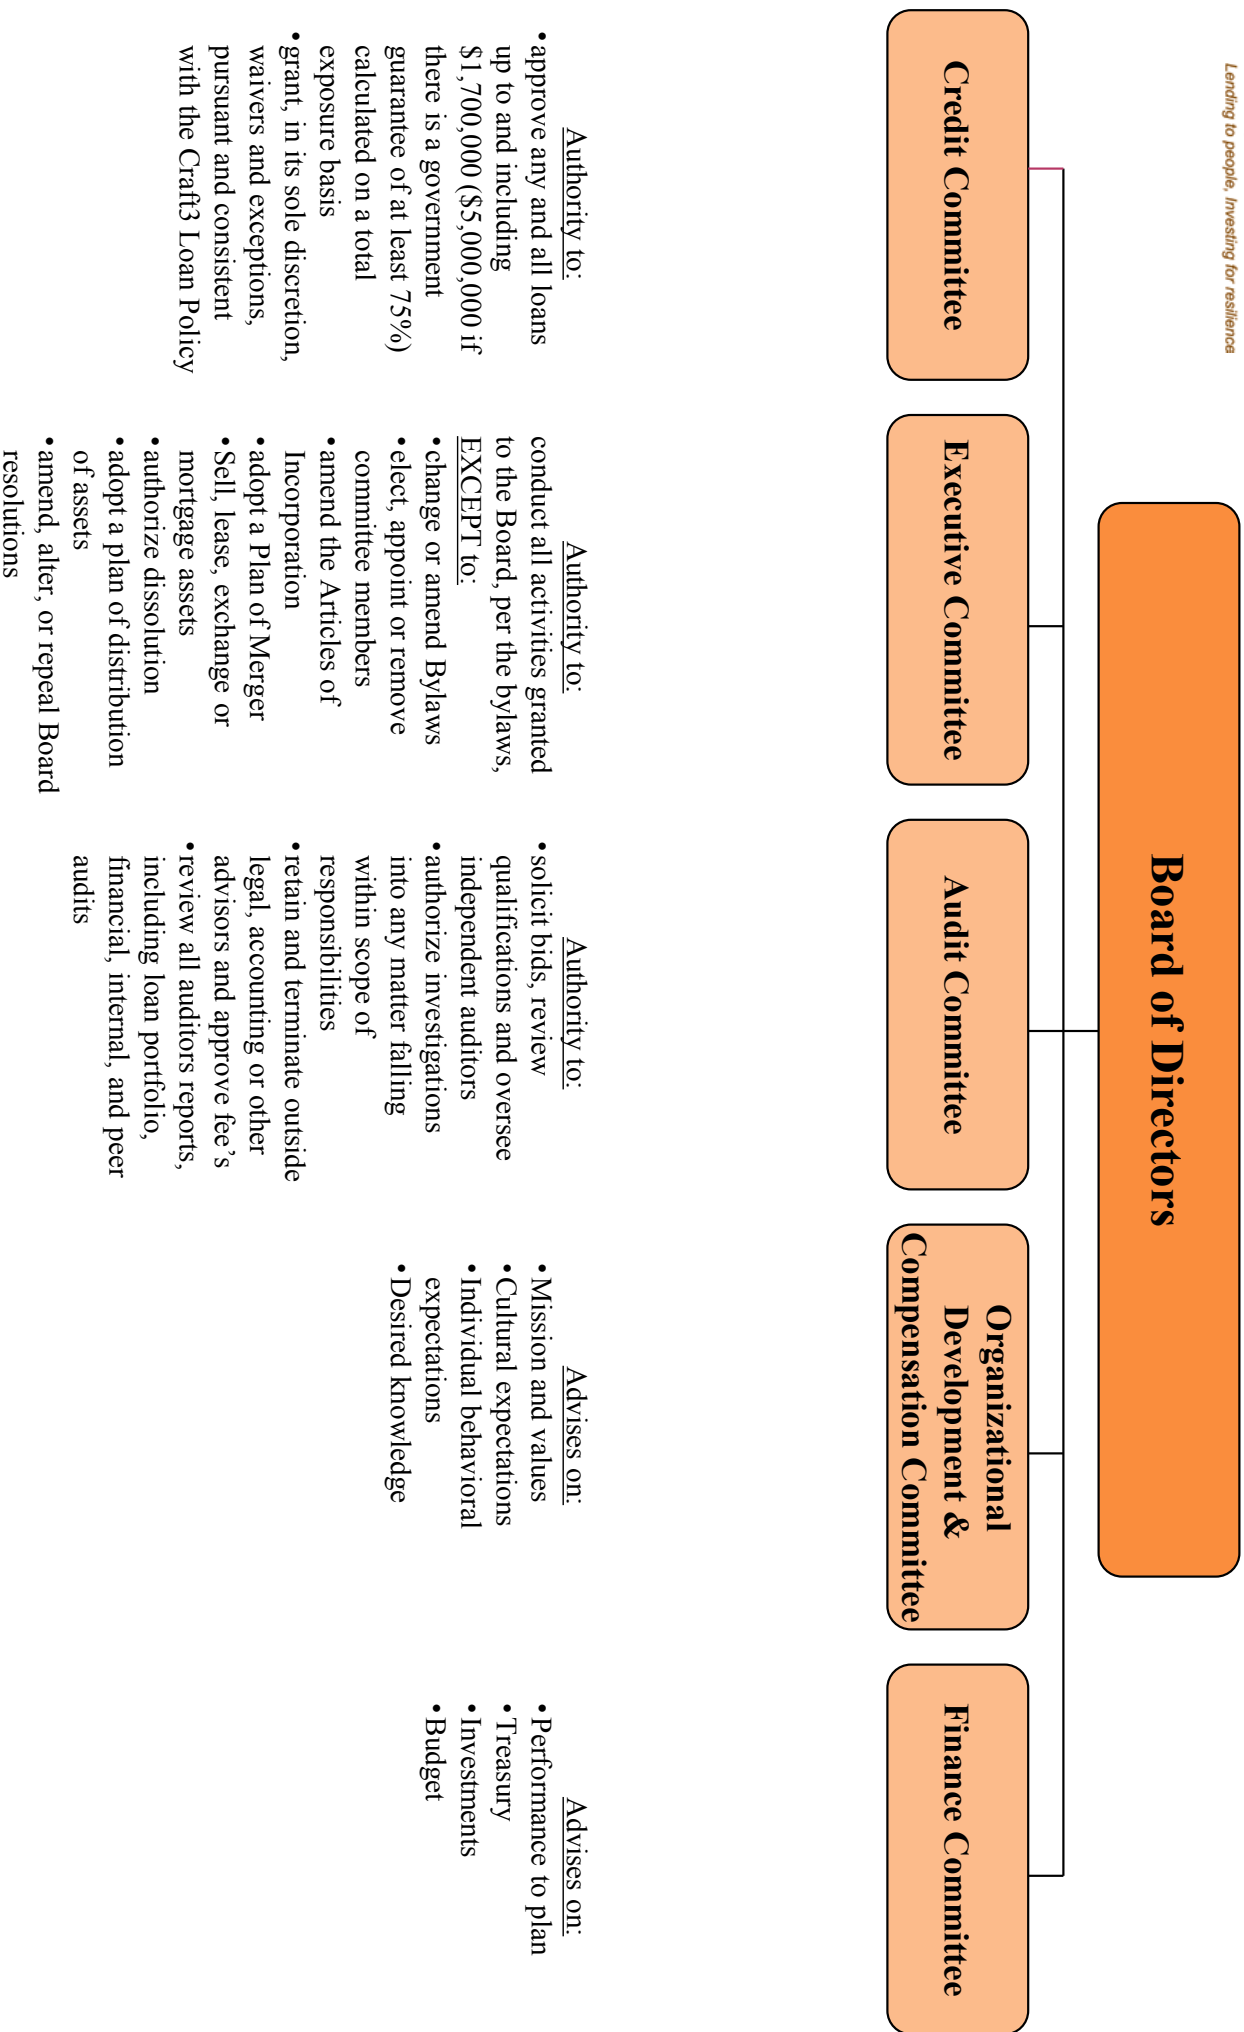 Lending to people, Investing for resilience
Board of Directors
Credit Committee
Executive Committee
Audit Committee
Organizational
Development &
Compensation Committee
Finance Committee
Authority to:
• approve any and all loans
up to and including
$1,700,000 ($5,000,000 if
there is a government
guarantee of at least 75%)
calculated on a total
exposure basis
• grant, in its sole discretion,
waivers and exceptions,
pursuant and consistent
with the Craft3 Loan Policy
Authority to:
conduct all activities granted
to the Board, per the bylaws,
EXCEPT to:
• change or amend Bylaws
• elect, appoint or remove
committee members
• amend the Articles of
Incorporation
• adopt a Plan of Merger
• Sell, lease, exchange or
mortgage assets
• authorize dissolution
• adopt a plan of distribution
of assets
• amend, alter, or repeal Board
resolutions
Authority to:
• solicit bids, review
qualifications and oversee
independent auditors
• authorize investigations
into any matter falling
within scope of
responsibilities
• retain and terminate outside
legal, accounting or other
advisors and approve fee’s
• review all auditors reports,
including loan portfolio,
financial, internal, and peer
audits
Advises on:
• Mission and values
• Cultural expectations
• Individual behavioral
expectations
• Desired knowledge
Advises on:
• Performance to plan
• Treasury
• Investments
• Budget